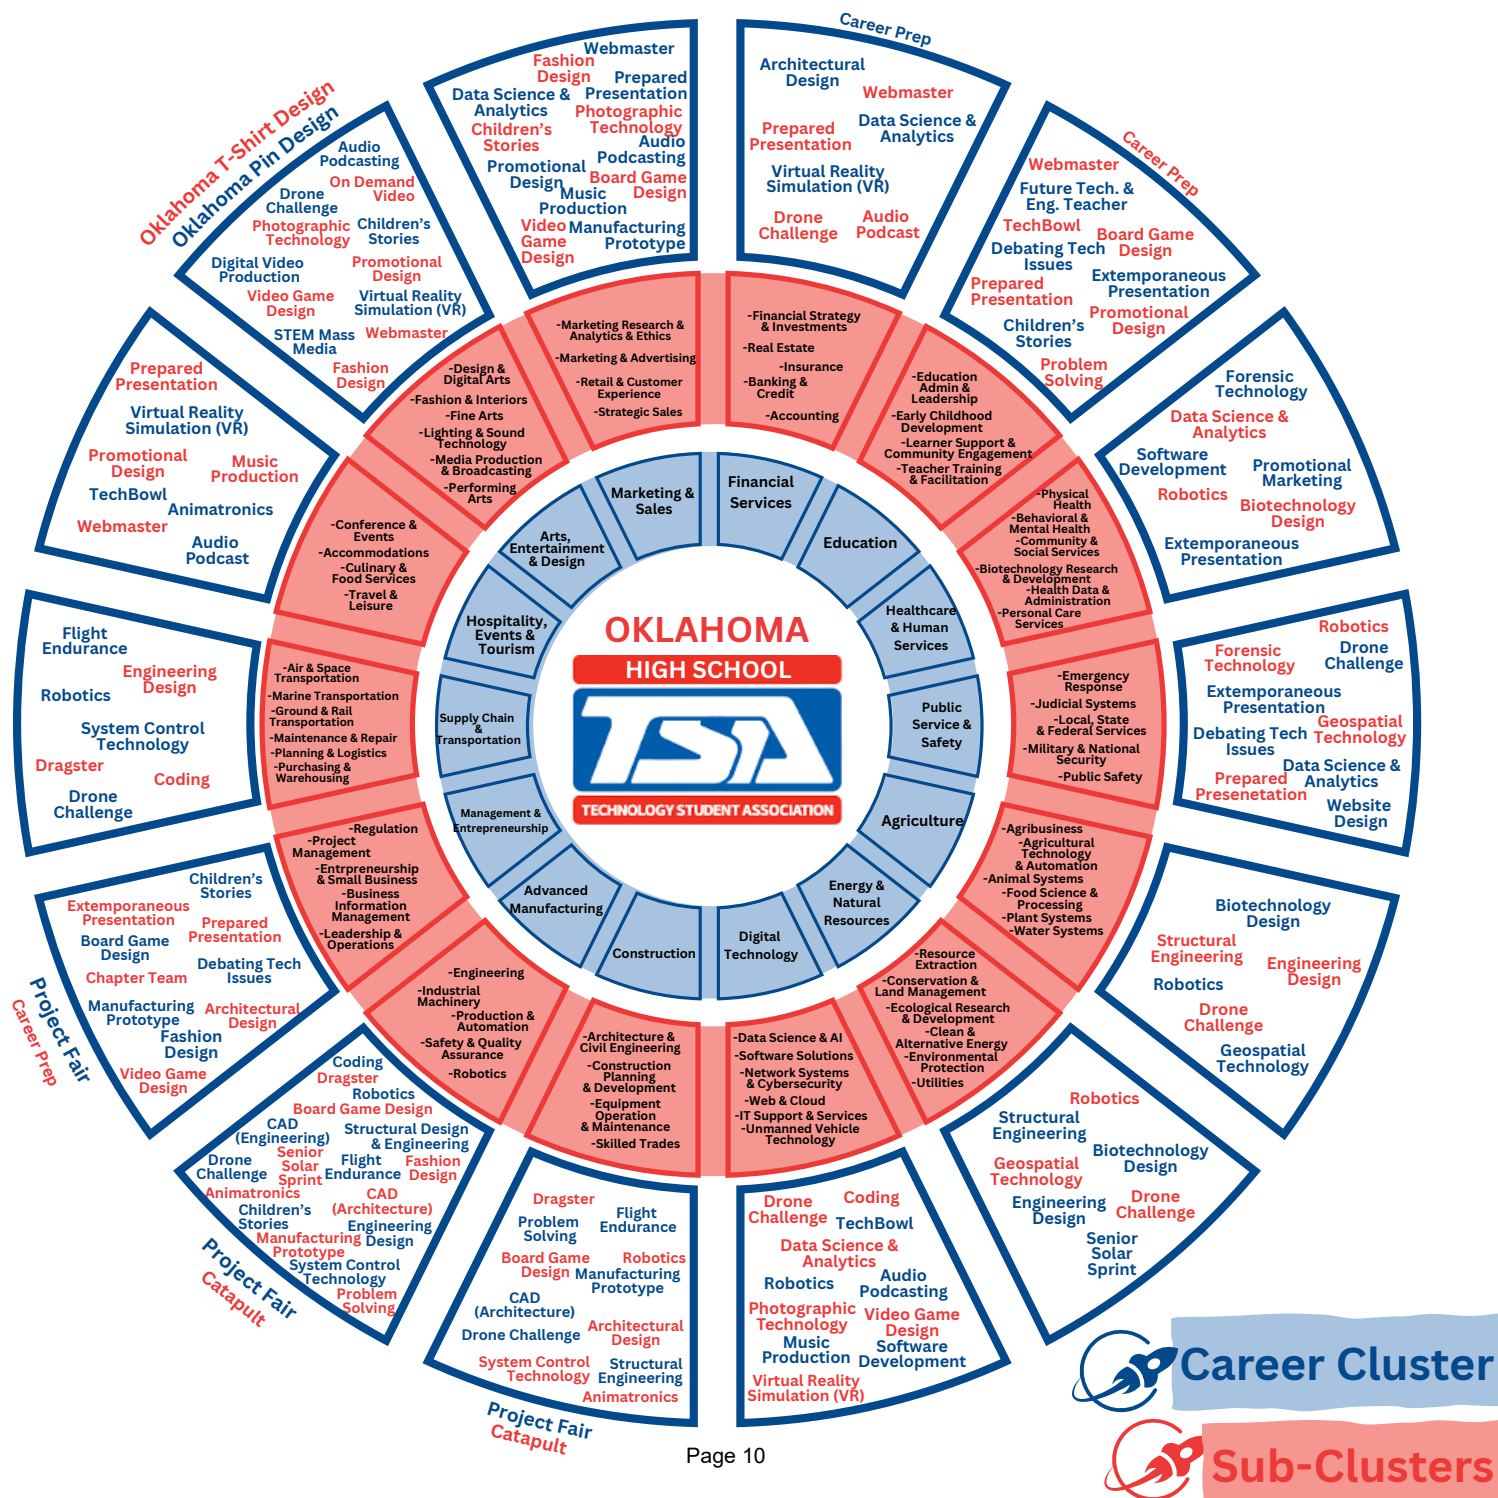 Career Prep
Architectural
Design
Webmaster
Data Science &
Analytics
Prepared
Presentation
Virtual Reality
Simulation (VR)
Drone
Challenge
Audio
Podcast
Career Prep
Webmaster
Future Tech. &
Eng. Teacher
TechBowl
Board Game
Design
Debating Tech
Issues
Extemporaneous
Presentation
Prepared
Presentation
Promotional
Design
Children's
Stories
Problem
Solving
Forensic
Technology
Data Science &
Analytics
Software
Development
Promotional
Marketing
Robotics
Biotechnology
Design
Extemporaneous
Presentation
Robotics
Forensic
Technology
Drone
Challenge
Extemporaneous
Presentation
Geospatial
Technology
Debating Tech
Issues
Data Science &
Analytics
Prepared
Presenetation
Website
Design
Biotechnology
Design
Structural
Engineering
Engineering
Design
Robotics
Drone
Challenge
Geospatial
Technology
Robotics
Structural
Engineering
Biotechnology
Design
Geospatial
Technology
Engineering
Design
Drone
Challenge
Senior
Solar
Sprint
Drone
Challenge
Coding
TechBowl
Data Science &
Analytics
Robotics
Audio
Podcasting
Photographic
Technology
Video Game
Design
Music
Production
Software
Development
Virtual Reality
Simulation (VR)
Dragster
Problem
Solving
Flight
Endurance
Board Game
Design
Robotics
Manufacturing
Prototype
CAD
(Architecture)
Drone Challenge
Architectural
Design
System Control
Technology
Structural
Engineering
Animatronics
Project Fair
Catapult
Coding
Dragster
Robotics
Board Game Design
CAD
(Engineering)
Structural Design
& Engineering
Senior
Solar
Sprint
Drone
Challenge
Flight
Endurance
Fashion
Design
Animatronics
CAD
(Architecture)
Children's
Stories
Engineering
Design
Manufacturing
Prototype
System Control
Technology
Problem
Solving
Project Fair
Catapult
Children's
Stories
Extemporaneous
Presentation
Prepared
Presentation
Board Game
Design
Debating Tech
Issues
Chapter Team
Manufacturing
Prototype
Architectural
Design
Fashion
Design
Video Game
Design
Project Fair
Career Prep
Flight
Endurance
Engineering
Design
Robotics
System Control
Technology
Dragster
Coding
Drone
Challenge
Prepared
Presentation
Virtual Reality
Simulation (VR)
Promotional
Design
Music
Production
TechBowl
Animatronics
Webmaster
Audio
Podcast
Oklahoma T-Shirt Design
Oklahoma Pin Design
Audio
Podcasting
On Demand
Video
Drone
Challenge
Photographic
Technology
Children's
Stories
Digital Video
Production
Promotional
Design
Video Game
Design
Virtual Reality
Simulation (VR)
STEM Mass
Media
Webmaster
Fashion
Design
Webmaster
Fashion
Design
Prepared
Presentation
Data Science &
Analytics
Photographic
Technology
Children's
Stories
Audio
Podcasting
Promotional
Design
Board Game
Design
Music
Production
Video
Game
Design
Manufacturing
Prototype
-Financial Strategy
& Investments
-Real Estate
-Insurance
-Banking &
Credit
-Accounting
-Education
Admin &
Leadership
-Early Childhood
Development
-Learner Support &
Community Engagement
-Teacher Training
& Facilitation
-Physical
Health
-Behavioral &
Mental Health
-Community &
Social Services
-Biotechnology Research
& Development
-Health Data &
Administration
-Personal Care
Services
-Emergency
Response
-Judicial Systems
-Local, State
& Federal Services
-Military & National
Security
-Public Safety
-Agribusiness
-Agricultural
Technology
& Automation
-Animal Systems
-Food Science &
Processing
-Plant Systems
-Water Systems
-Resource
Extraction
-Conservation &
Land Management
-Ecological Research
& Development
-Clean &
Alternative Energy
-Environmental
Protection
-Utilities
-Data Science & AI
-Software Solutions
-Network Systems
& Cybersecurity
-Web & Cloud
-IT Support & Services
-Unmanned Vehicle
Technology
-Architecture &
Civil Engineering
-Construction
Planning
& Development
-Equipment
Operation
& Maintenance
-Skilled Trades
-Engineering
-Industrial
Machinery
-Production &
Automation
-Safety & Quality
Assurance
-Robotics
-Regulation
-Project
Management
-Entrpreneurship
& Small Business
-Business
Information
Management
-Leadership &
Operations
-Air & Space
Transportation
-Marine Transportation
-Ground & Rail
Transportation
-Maintenance & Repair
-Planning & Logistics
-Purchasing &
Warehousing
-Conference &
Events
-Accommodations
-Culinary &
Food Services
-Travel &
Leisure
-Design &
Digital Arts
-Fashion & Interiors
-Fine Arts
-Lighting & Sound
Technology
-Media Production
& Broadcasting
-Performing
Arts
-Marketing Research &
Analytics & Ethics
-Marketing & Advertising
-Retail & Customer
Experience
-Strategic Sales
Financial
Services
Education
Healthcare
& Human
Services
Public
Service &
Safety
Agriculture
Energy &
Natural
Resources
Digital
Technology
Construction
Advanced
Manufacturing
Management &
Entrepreneurship
Supply Chain
&
Transportation
Hospitality,
Events &
Tourism
Arts,
Entertainment
& Design
Marketing &
Sales
OKLAHOMA
HIGH SCHOOL
TSA
TECHNOLOGY STUDENT ASSOCIATION
Career Cluster
Sub-Clusters
Page 10